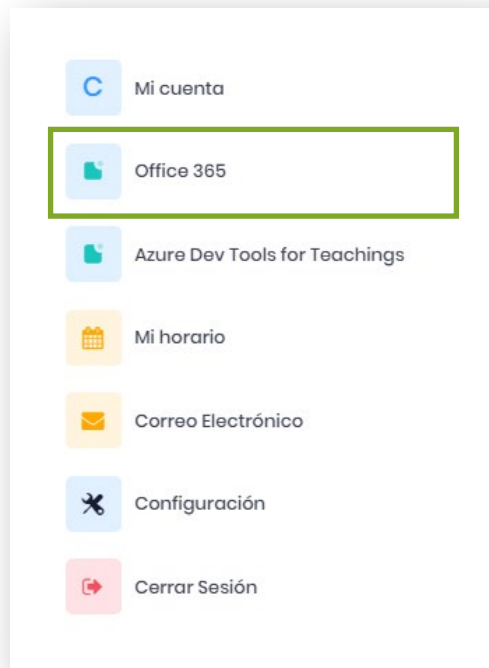 C Mi cuenta
Office 365
Azure Dev Tools for Teachings
Mi horario
Correo Electrónico
Configuración
Cerrar Sesión